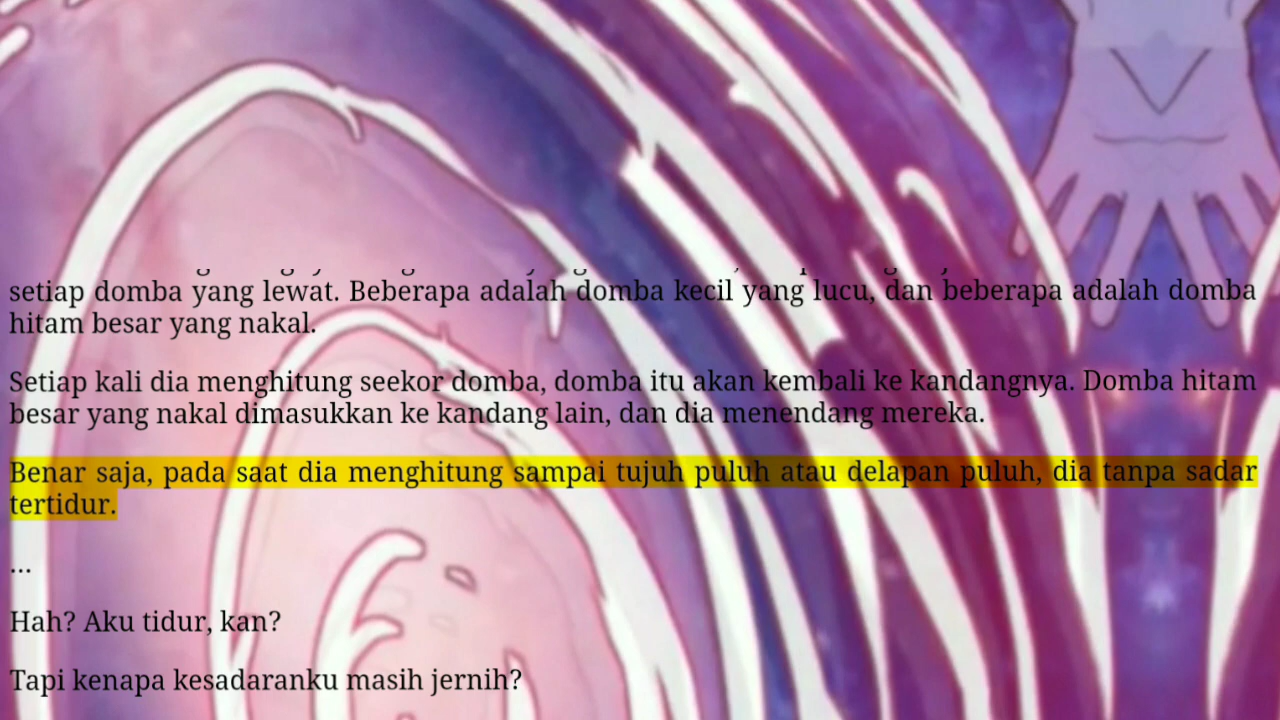 setiap domba yang lewat. Beberapa adalah domba kecil yang lucu, dan beberapa adalah domba
hitam besar yang nakal.
Setiap kali dia menghitung seekor domba, domba itu akan kembali ke kandangnya. Domba hitam
besar yang nakal dimasukkan ke kandang lain, dan dia menendang mereka.
Benar saja, pada saat dia menghitung sampai tujuh puluh atau delapan puluh, dia tanpa sadar
tertidur.
...
Hah? Aku tidur, kan?
Tapi kenapa kesadaranku masih jernih?